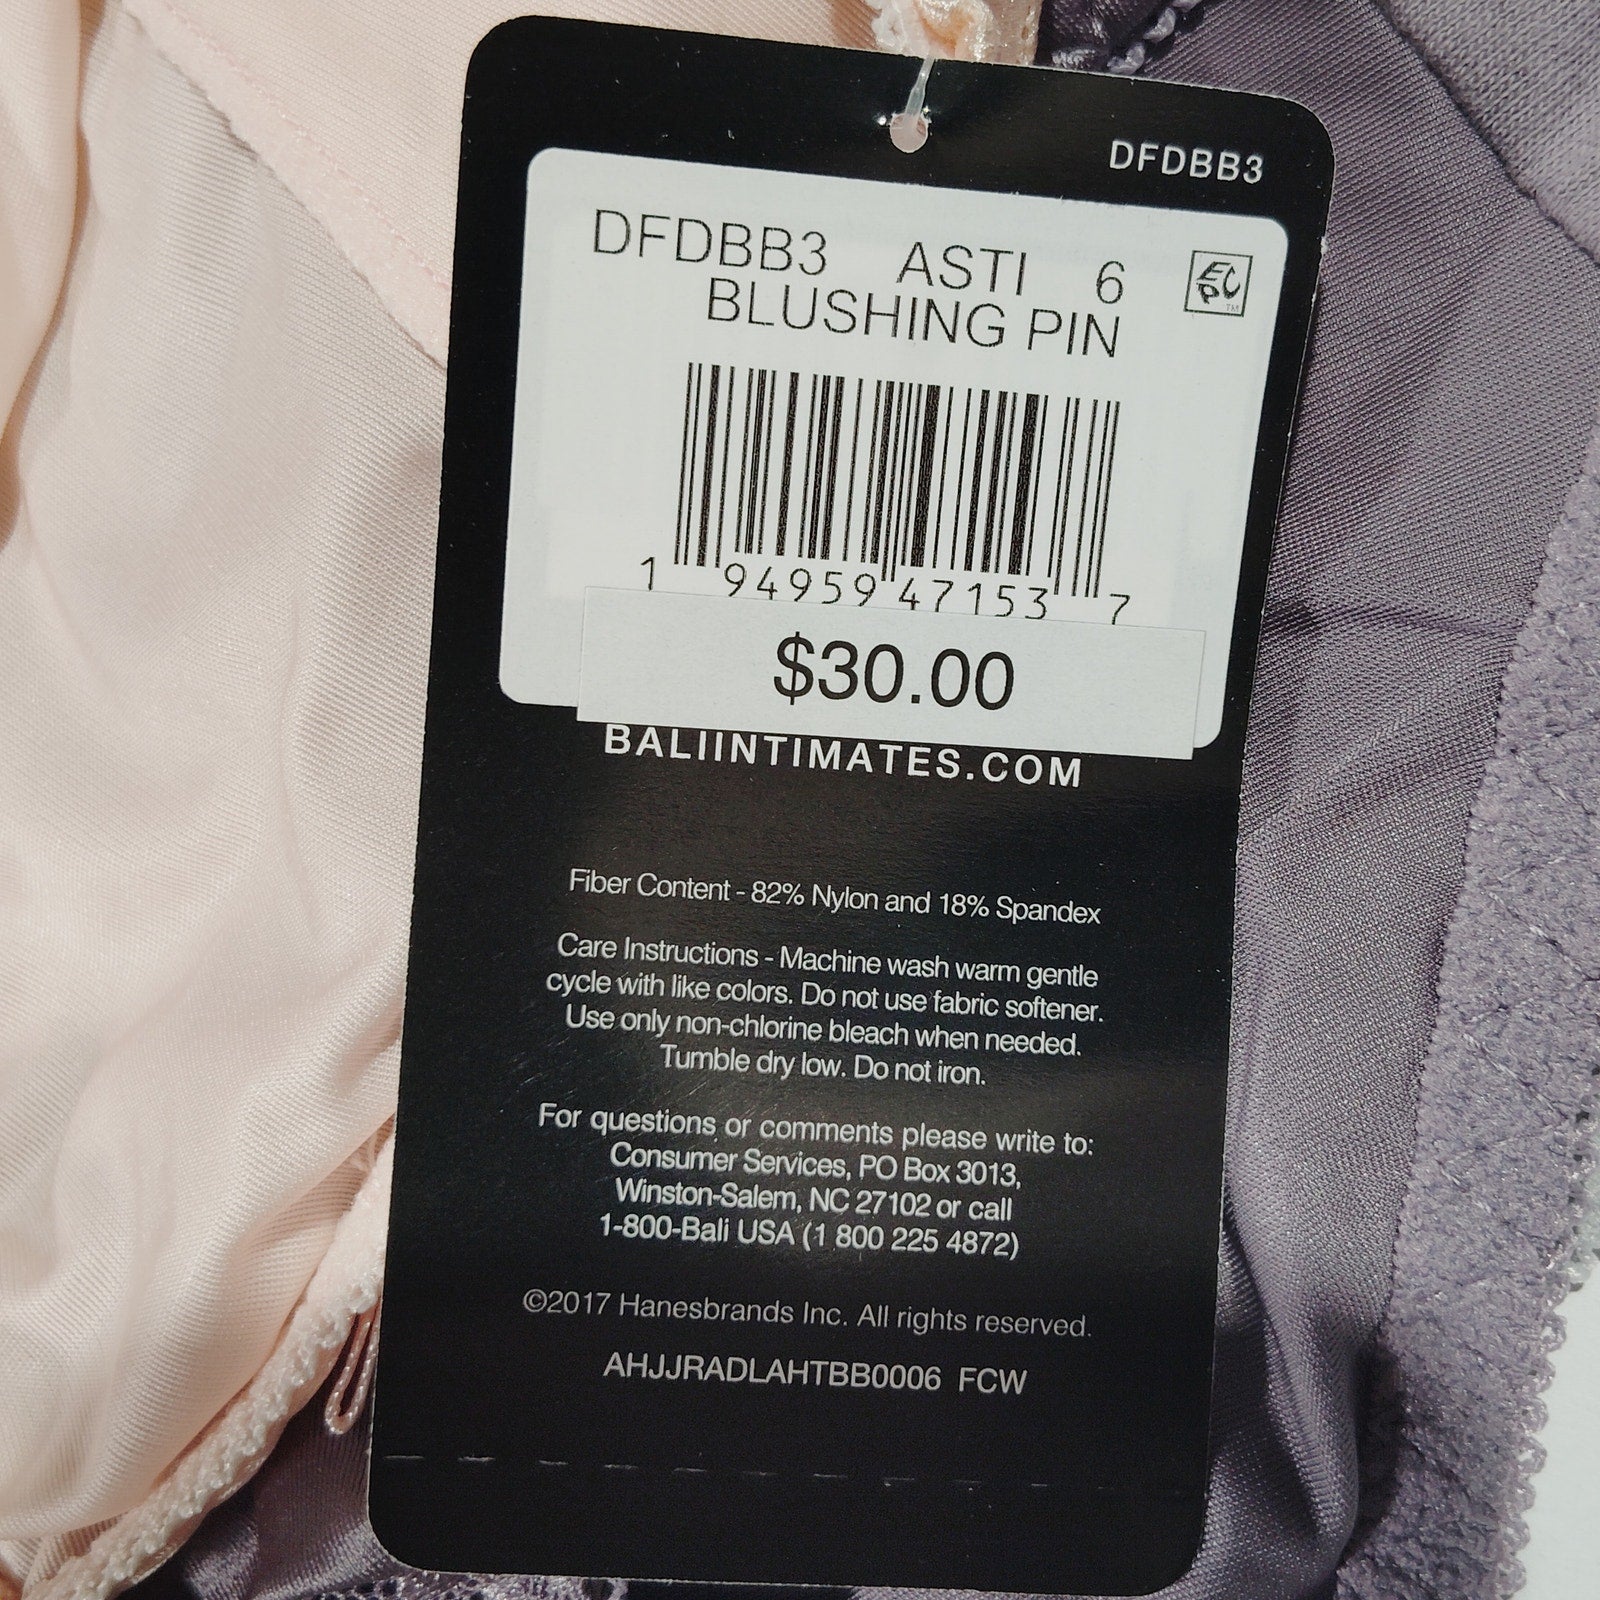 DFDBB3
DFDBB3 ASTI 6
BLUSHING PIN
EPC
TM
1 94959 47153 7
$30.00
BALIINTIMATES.COM
Fiber Content - 82% Nylon and 18% Spandex
Care Instructions - Machine wash warm gentle
cycle with like colors. Do not use fabric softener.
Use only non-chlorine bleach when needed.
Tumble dry low. Do not iron.
For questions or comments please write to:
Consumer Services, PO Box 3013,
Winston-Salem, NC 27102 or call
1-800-Bali USA (1 800 225 4872)
©2017 Hanesbrands Inc. All rights reserved.
AHJJRADLAHTBB0006 FCW